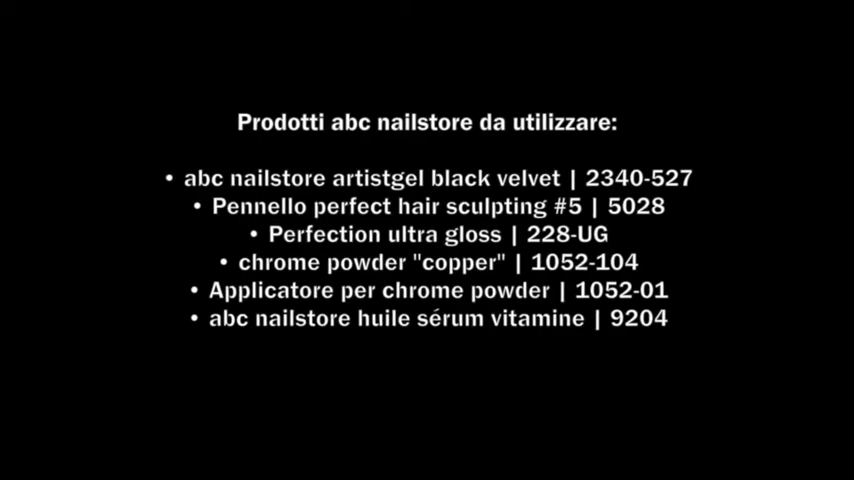 Prodotti abc nailstore da utilizzare:
• abc nailstore artistgel black velvet | 2340-527
• Pennello perfect hair sculpting #5 | 5028
• Perfection ultra gloss | 228-UG
• chrome powder "copper" | 1052-104
• Applicatore per chrome powder | 1052-01
• abc nailstore huile sérum vitamine | 9204